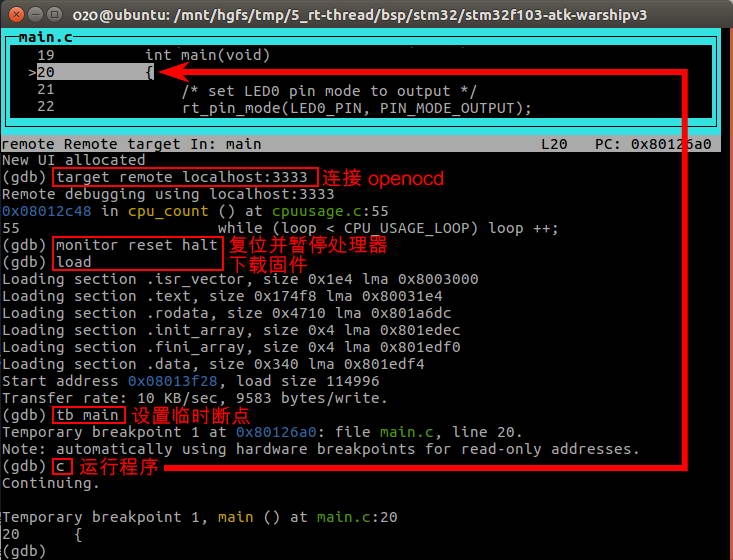 o2o@ubuntu: /mnt/hgfs/tmp/5_rt-thread/bsp/stm32/stm32f103-atk-warshipv3
main.c
19 int main(void)
>20 {
21 /* set LED0 pin mode to output */
22 rt_pin_mode(LED0_PIN, PIN_MODE_OUTPUT);
remote Remote target In: main L20 PC: 0x80126a0
New UI allocated
(gdb) target remote localhost:3333 连接 openocd
Remote debugging using localhost:3333
0x08012c48 in cpu_count () at cpuusage.c:55
55 while (loop < CPU_USAGE_LOOP) loop ++;
(gdb) monitor reset halt 复位并暂停处理器
(gdb) load 下载固件
Loading section .isr_vector, size 0x1e4 lma 0x8003000
Loading section .text, size 0x174f8 lma 0x80031e4
Loading section .rodata, size 0x4710 lma 0x801a6dc
Loading section .init_array, size 0x4 lma 0x801edec
Loading section .fini_array, size 0x4 lma 0x801edf0
Loading section .data, size 0x340 lma 0x801edf4
Start address 0x08013f28, load size 114996
Transfer rate: 10 KB/sec, 9583 bytes/write.
(gdb) tb main 设置临时断点
Temporary breakpoint 1 at 0x80126a0: file main.c, line 20.
Note: automatically using hardware breakpoints for read-only addresses.
(gdb) c 运行程序
Continuing.
Temporary breakpoint 1, main () at main.c:20
20 {
(gdb)